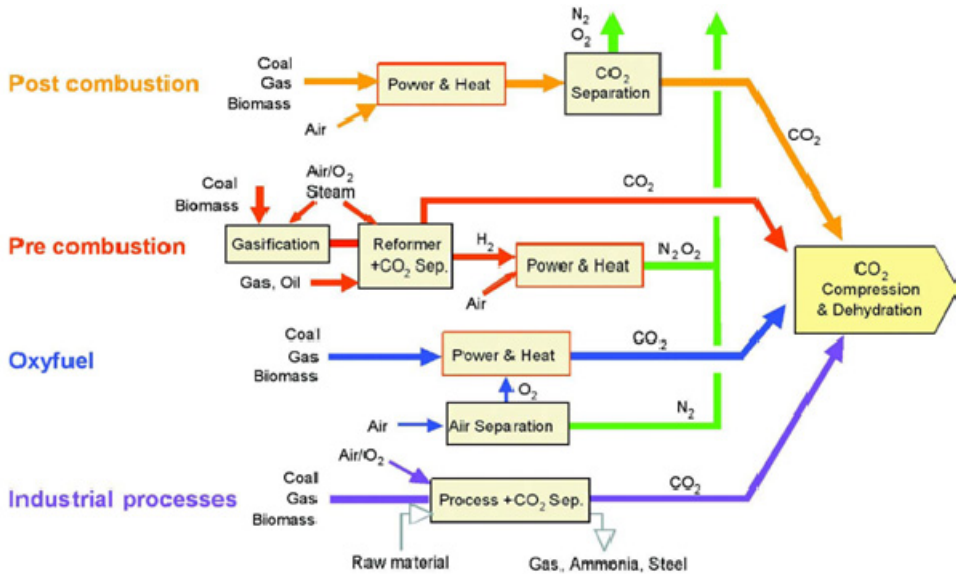 N2
O2
Post combustion
Coal
Gas
Biomass
Air
Power & Heat
CO2
Separation
CO2
Pre combustion
Coal
Biomass
Air/O2
Steam
CO2
Gasification
Reformer
+CO2 Sep.
H2
Gas, Oil
Air
Power & Heat
N2 O2
CO2
Compression
& Dehydration
Oxyfuel
Coal
Gas
Biomass
Power & Heat
CO2
O2
Air
Air Separation
N2
Industrial processes
Air/O2
Coal
Gas
Biomass
Process +CO2 Sep.
CO2
Raw material
Gas, Ammonia, Steel